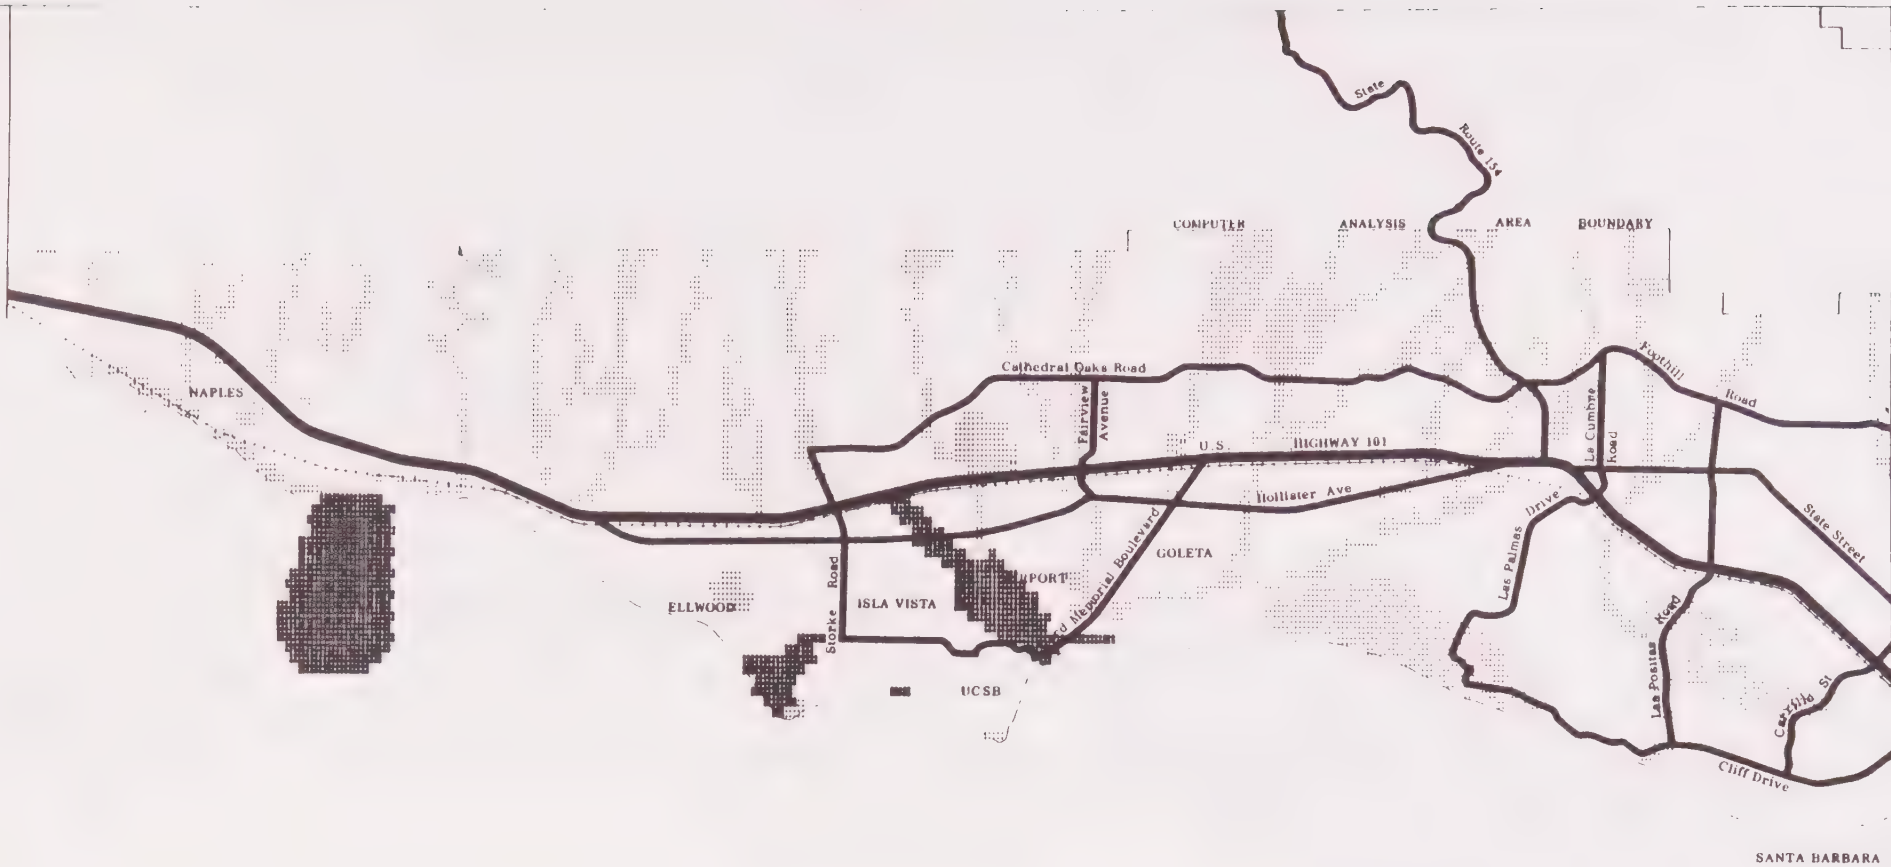 State
Route 154
COMPUTER ANALYSIS AREA BOUNDARY
Foothill
Road
Cathedral Oaks Road
NAPLES
Fairview
Avenue
La Cumbre
Road
U.S. HIGHWAY 101
Hollister Ave
Drive
Las Palmas
State Street
GOLETA
Memorial Boulevard
PORT
Storke Road
ISLA VISTA
ELLWOOD
UCSB
Las Positas Road
St
Cliff Drive
SANTA BARBARA